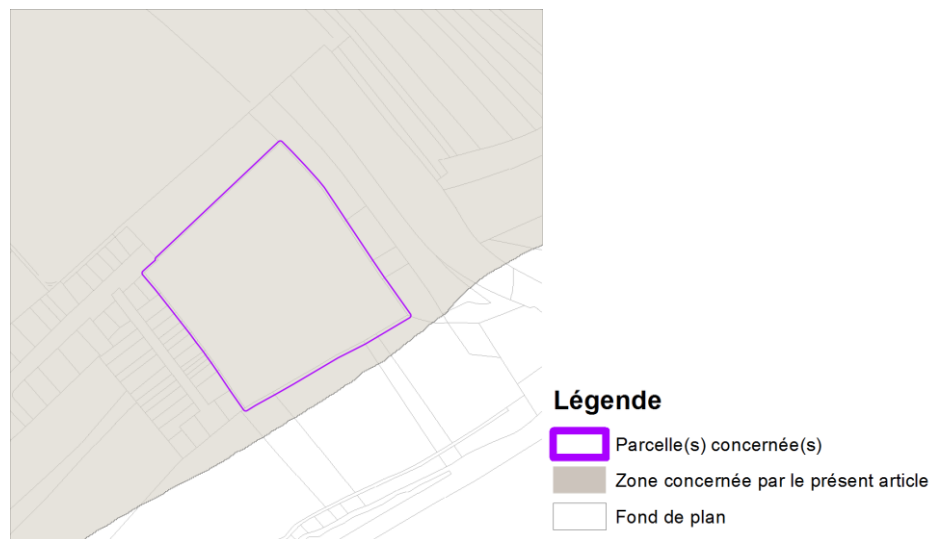 Légende
Parcelle(s) concernée(s)
Zone concernée par le présent article
Fond de plan